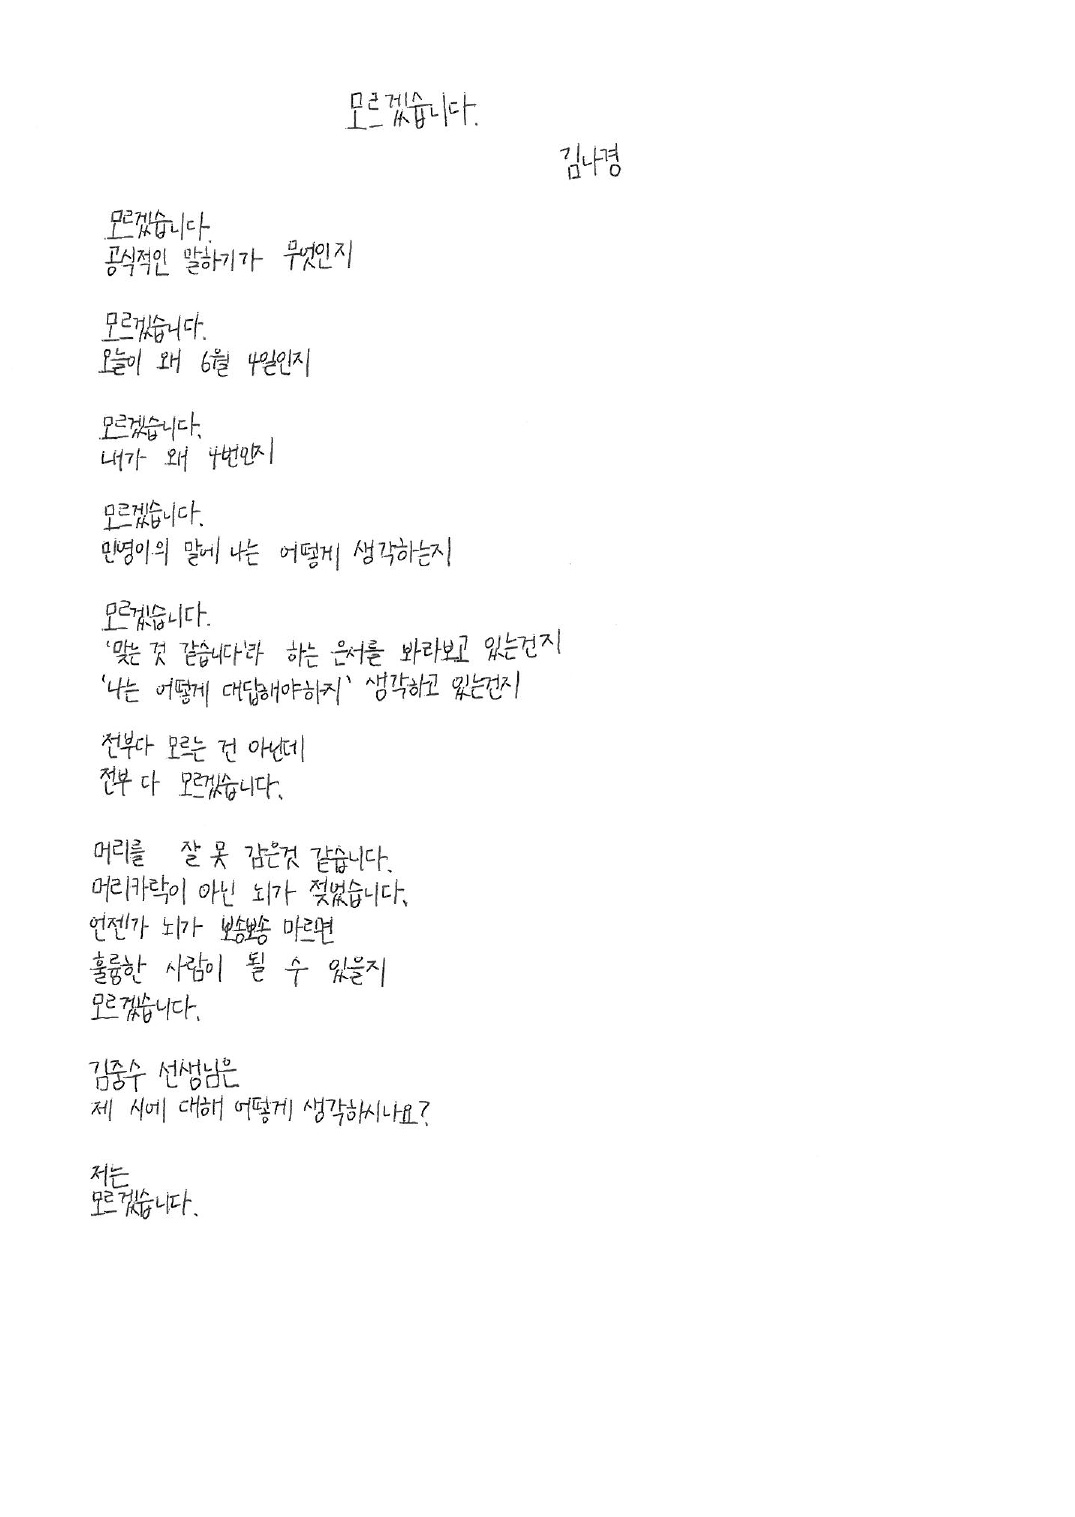 모르겠습니다.
김나경
모르겠습니다.
공식적인 말하기가 무엇인지
모르겠습니다.
오늘이 왜 6월 4일인지
모르겠습니다.
내가 왜 4번인지
모르겠습니다.
민영이의 말에 나는 어떻게 생각하는지
모르겠습니다.
'맞는 것 같습니다'라 하는 은서를 봐라보고 있는건지
'나는 어떻게 대답해야하지' 생각하고 있는건지
전부다 모르는 건 아닌데
전부 다 모르겠습니다.
머리를 잘 못 감은것 같습니다.
머리카락이 아닌 뇌가 젖었습니다.
언젠가 뇌가 뽀송뽀송 마르면
훌륭한 사람이 될 수 있을지
모르겠습니다.
김중수 선생님은
제 시에 대해 어떻게 생각하시나요?
저는
모르겠습니다.